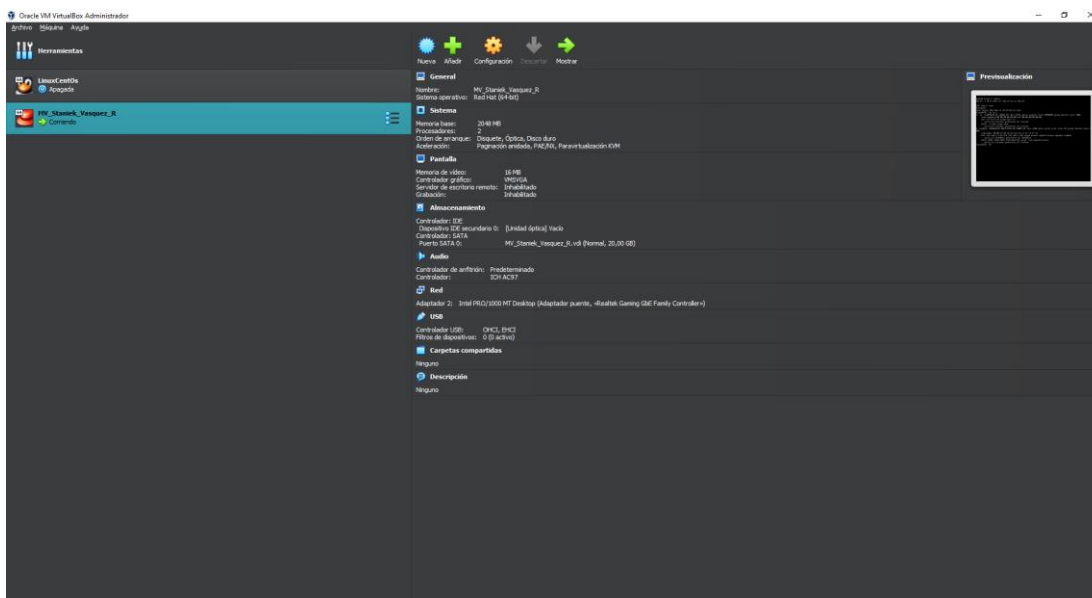 Oracle VM VirtualBox Administrador
Archivo Máquina Ayuda
Herramientas
LinuxCentOs
Apagada
MV_Staniek_Vasquez_R
Corriendo
Nueva Añadir Configuración Descartar Mostrar
General
Nombre: MV_Staniek_Vasquez_R
Sistema operativo: Red Hat (64-bit)
Sistema
Memoria base: 2048 MB
Procesadores: 2
Orden de arranque: Disquete, Óptica, Disco duro
Aceleración: Paginación anidada, PAE/NX, Paravirtualización KVM
Pantalla
Memoria de vídeo: 16 MB
Controlador gráfico: VMSVGA
Servidor de escritorio remoto: Inhabilitado
Grabación: Inhabilitado
Almacenamiento
Controlador: IDE
Dispositivo IDE secundario 0: [Unidad óptica] Vacío
Controlador: SATA
Puerto SATA 0: MV_Staniek_Vasquez_R.vdi (Normal, 20,00 GB)
Audio
Controlador de anfitrión: Predeterminado
Controlador: ICH AC97
Red
Adaptador 2: Intel PRO/1000 MT Desktop (Adaptador puente, «Realtek Gaming GbE Family Controller»)
USB
Controlador USB: OHCI, EHCI
Filtros de dispositivos: 0 (0 activo)
Carpetas compartidas
Ninguno
Descripción
Ninguno
Previsualización